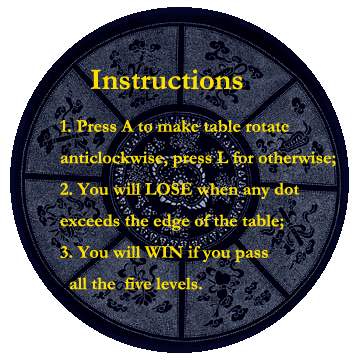 Instructions
1. Press A to make table rotate
anticlockwise, press L for otherwise;
2. You will LOSE when any dot
exceeds the edge of the table;
3. You will WIN if you pass
all the five levels.